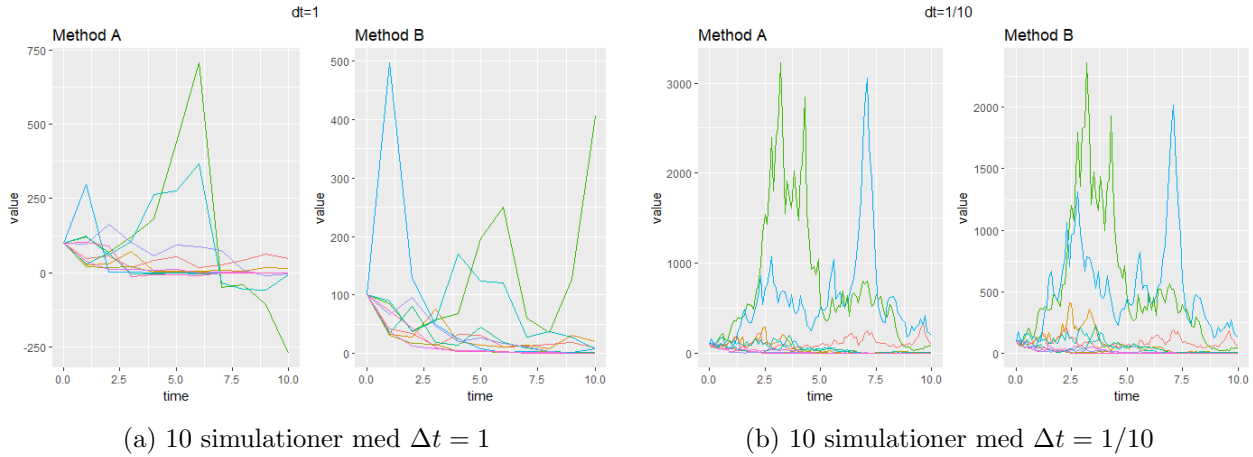 dt=1
Method A
Method B
value
750
500
250
0
-250
0.0 2.5 5.0 7.5 10.0
time
value
500
400
300
200
100
0
0.0 2.5 5.0 7.5 10.0
time
(a) 10 simulationer med Δt = 1
dt=1/10
Method A
Method B
value
3000
2000
1000
0
0.0 2.5 5.0 7.5 10.0
time
value
2000
1500
1000
500
0
0.0 2.5 5.0 7.5 10.0
time
(b) 10 simulationer med Δt = 1/10